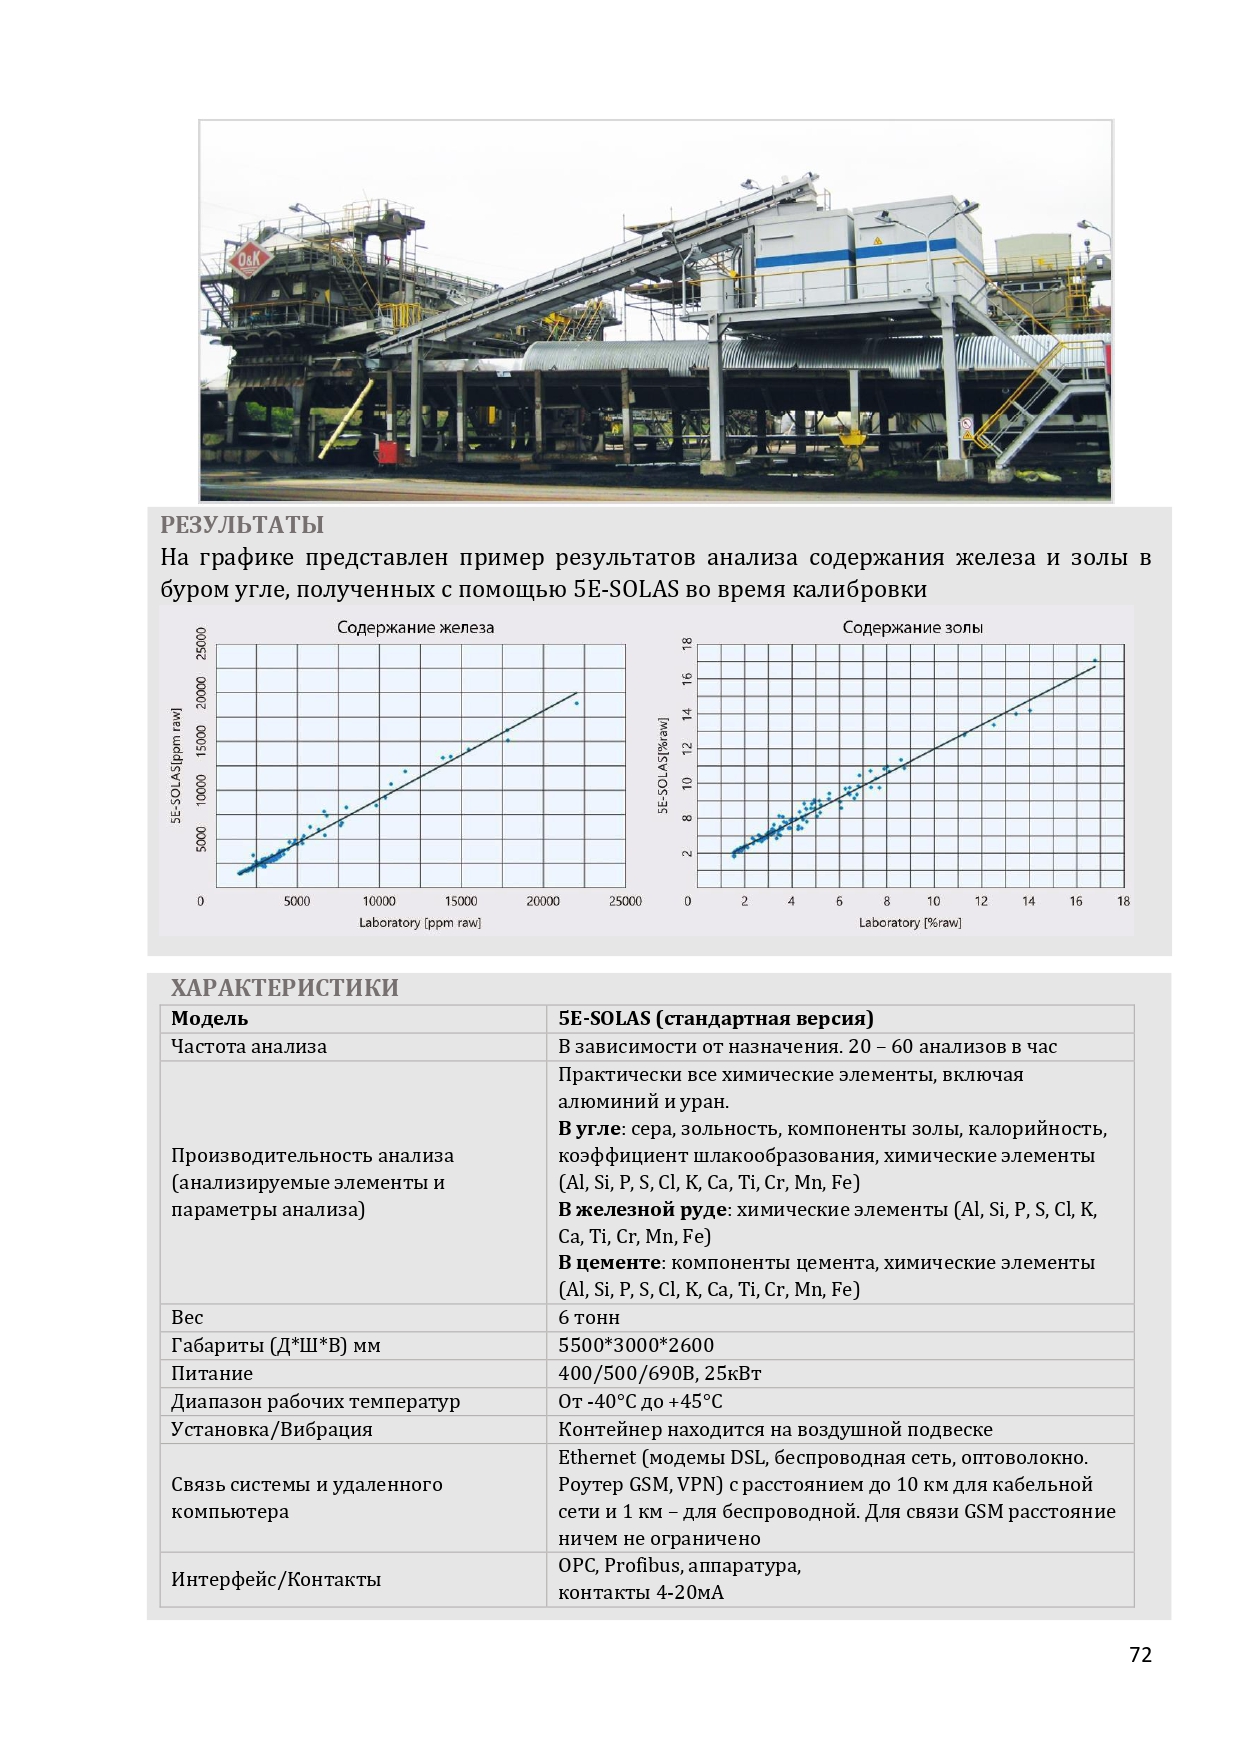 O&K
РЕЗУЛЬТАТЫ
На графике представлен пример результатов анализа содержания железа и золы в
буром угле, полученных с помощью 5E-SOLAS во время калибровки
Содержание железа
5E-SOLAS[ppm raw]
25000
20000
15000
10000
5000
0 5000 10000 15000 20000 25000
Laboratory [ppm raw]
Содержание золы
5E-SOLAS[%raw]
18
16
14
12
10
8
2
0 2 4 6 8 10 12 14 16 18
Laboratory [%raw]
ХАРАКТЕРИСТИКИ
Модель
5E-SOLAS (стандартная версия)
Частота анализа
В зависимости от назначения. 20 – 60 анализов в час
Производительность анализа
(анализируемые элементы и
параметры анализа)
Практически все химические элементы, включая
алюминий и уран.
В угле: сера, зольность, компоненты золы, калорийность,
коэффициент шлакообразования, химические элементы
(Al, Si, P, S, Cl, K, Ca, Ti, Cr, Mn, Fe)
В железной руде: химические элементы (Al, Si, P, S, Cl, K,
Ca, Ti, Cr, Mn, Fe)
В цементе: компоненты цемента, химические элементы
(Al, Si, P, S, Cl, K, Ca, Ti, Cr, Mn, Fe)
Вес
6 тонн
Габариты (Д*Ш*В) мм
5500*3000*2600
Питание
400/500/690В, 25кВт
Диапазон рабочих температур
От -40°С до +45°С
Установка/Вибрация
Контейнер находится на воздушной подвеске
Связь системы и удаленного
компьютера
Ethernet (модемы DSL, беспроводная сеть, оптоволокно.
Роутер GSM, VPN) с расстоянием до 10 км для кабельной
сети и 1 км – для беспроводной. Для связи GSM расстояние
ничем не ограничено
Интерфейс/Контакты
OPC, Profibus, аппаратура,
контакты 4-20мА
72